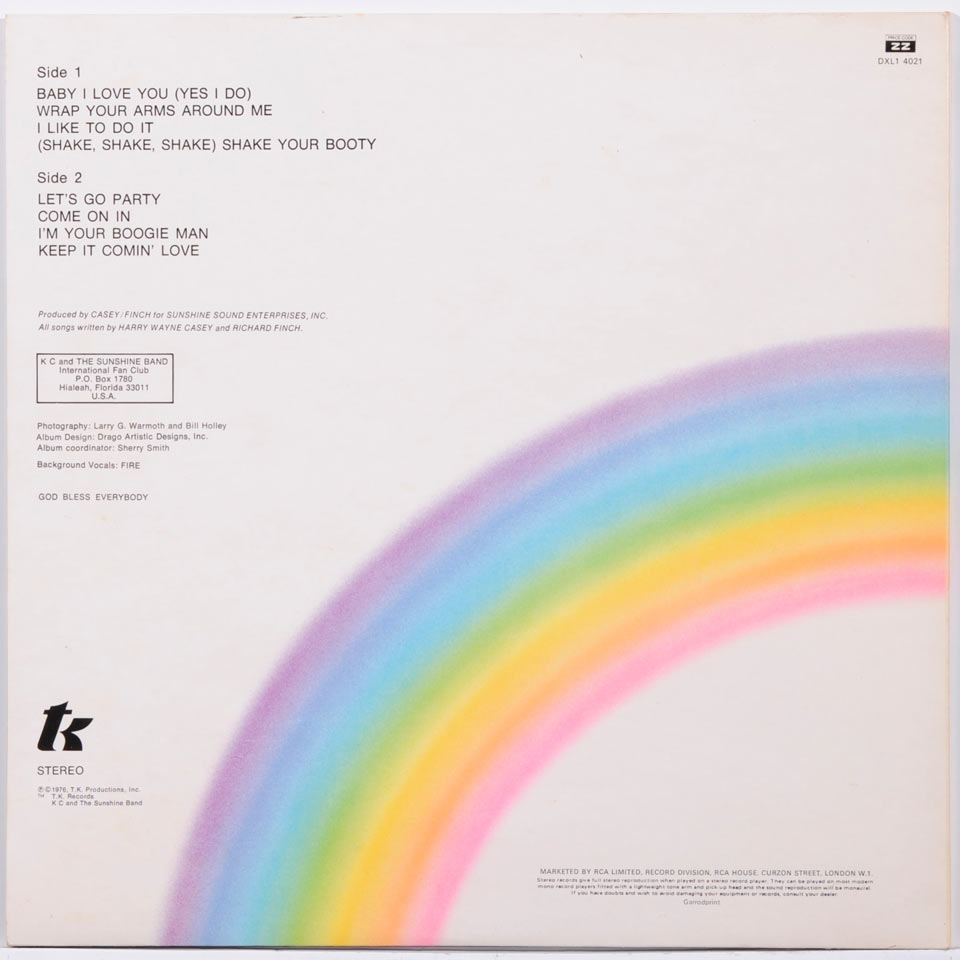 PRICE CODE
ZZ
DXL1 4021
Side 1
BABY I LOVE YOU (YES I DO)
WRAP YOUR ARMS AROUND ME
I LIKE TO DO IT
(SHAKE, SHAKE, SHAKE) SHAKE YOUR BOOTY
Side 2
LET'S GO PARTY
COME ON IN
I'M YOUR BOOGIE MAN
KEEP IT COMIN' LOVE
Produced by CASEY/FINCH for SUNSHINE SOUND ENTERPRISES, INC.
All songs written by HARRY WAYNE CASEY and RICHARD FINCH.
K C and THE SUNSHINE BAND
International Fan Club
P.O. Box 1780
Hialeah, Florida 33011
U.S.A.
Photography: Larry G. Warmoth and Bill Holley
Album Design: Drago Artistic Designs, Inc.
Album coordinator: Sherry Smith
Background Vocals: FIRE
GOD BLESS EVERYBODY
tk
STEREO
℗©1976, T.K. Productions, Inc.
™ T.K. Records
K C and The Sunshine Band
MARKETED BY RCA LIMITED, RECORD DIVISION, RCA HOUSE, CURZON STREET, LONDON W.1.
Stereo records give full stereo reproduction when played on a stereo record player. They can be played on most modern
mono record players fitted with a lightweight tone arm and pick-up head and the sound reproduction will be monaural.
If you have doubts and wish to avoid damaging your equipment or records, consult your dealer.
Garrodprint